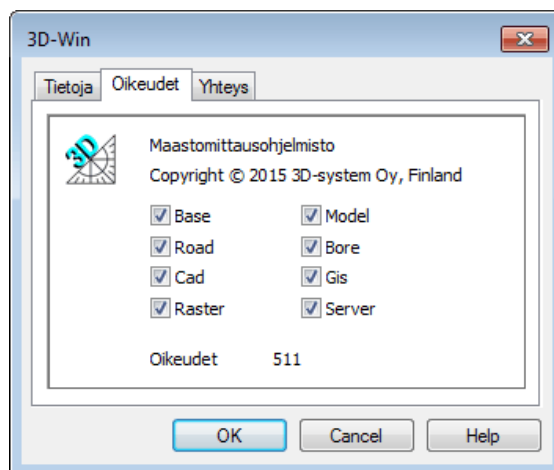 3D-Win
Tietoja Oikeudet Yhteys
3D
Maastomittausohjelmisto
Copyright © 2015 3D-system Oy, Finland
Base Model
Road Bore
Cad Gis
Raster Server
Oikeudet 511
OK Cancel Help